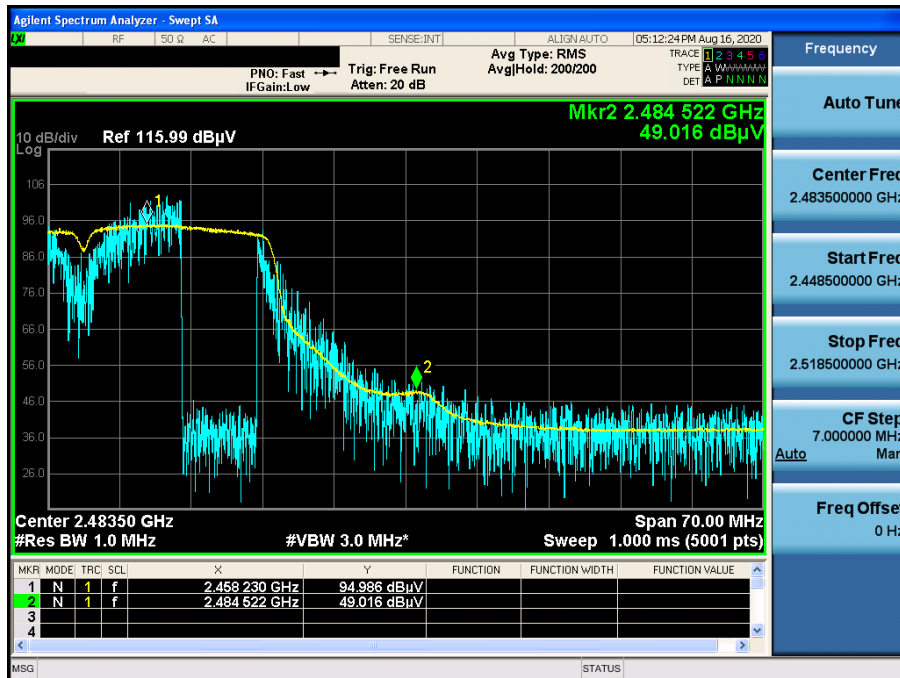 Agilent Spectrum Analyzer - Swept SA
LXI RF 50 Ω AC SENSE:INT ALIGN AUTO 05:12:24 PM Aug 16, 2020
PNO: Fast Trig: Free Run Avg Type: RMS TRACE 1 2 3 4 5 6
IFGain:Low Atten: 20 dB Avg|Hold: 200/200 TYPE A WWWWW
DET A P N N N N
Mkr2 2.484 522 GHz
49.016 dBµV
10 dB/div Ref 115.99 dBµV
Log
106
96.0
86.0
76.0
66.0
56.0
46.0
36.0
26.0
1
2
Center 2.48350 GHz Span 70.00 MHz
#Res BW 1.0 MHz #VBW 3.0 MHz* Sweep 1.000 ms (5001 pts)
MKR MODE TRC SCL X Y FUNCTION FUNCTION WIDTH FUNCTION VALUE
1 N 1 f 2.458 230 GHz 94.986 dBµV
2 N 1 f 2.484 522 GHz 49.016 dBµV
3
4
MSG STATUS
Frequency
Auto Tune
Center Freq
2.483500000 GHz
Start Freq
2.448500000 GHz
Stop Freq
2.518500000 GHz
CF Step
7.000000 MHz
Auto Man
Freq Offset
0 Hz